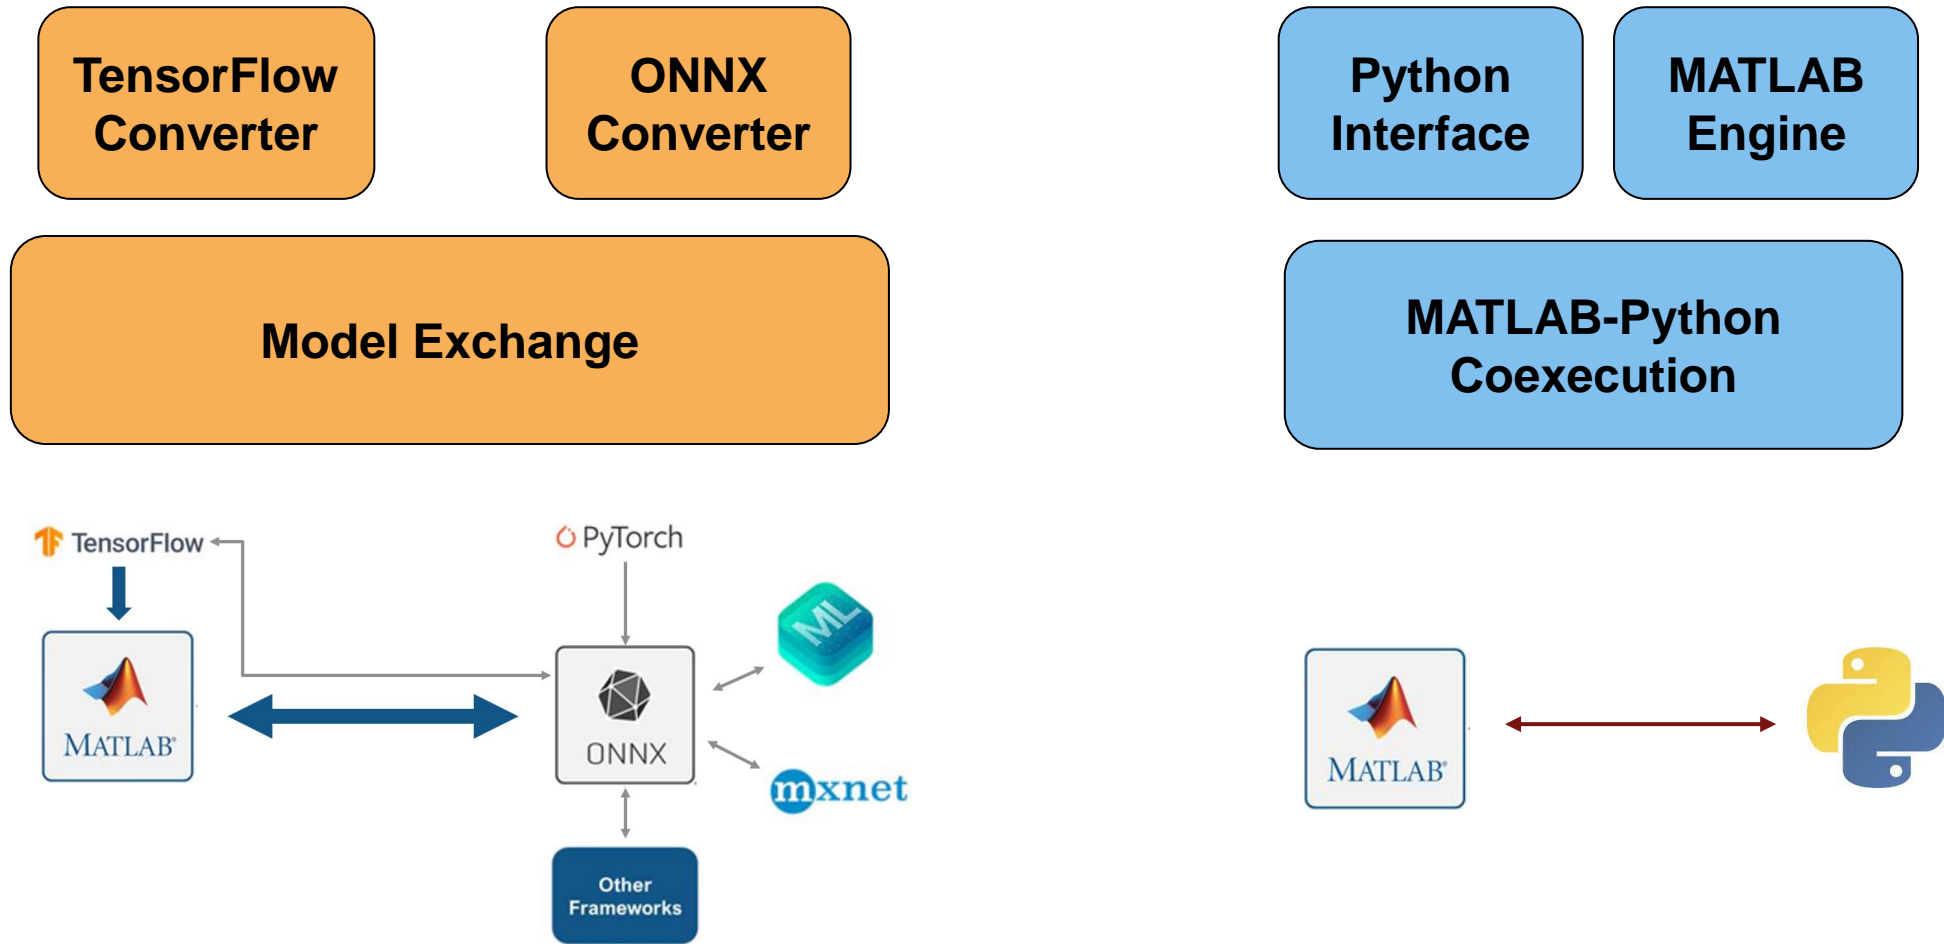 TensorFlow
Converter
ONNX
Converter
Python
Interface
MATLAB
Engine
Model Exchange
MATLAB-Python
Coexecution
TensorFlow
PyTorch
ML
MATLAB®
ONNX
mxnet
Other
Frameworks
MATLAB®